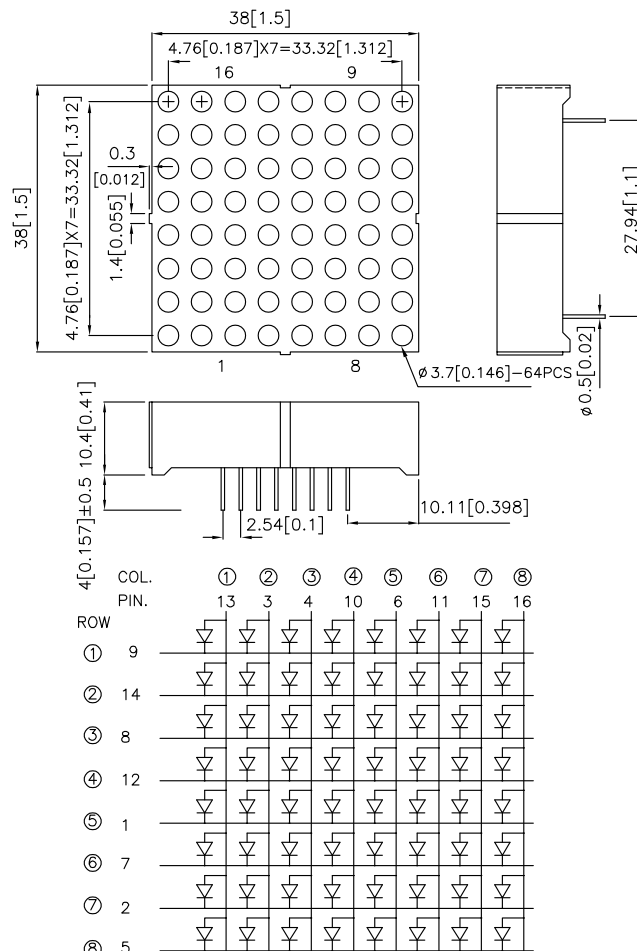 38[1.5]
4.76[0.187]X7=33.32[1.312]
16 9
38[1.5]
4.76[0.187]X7=33.32[1.312]
0.3
[0.012]
1.4[0.055]
27.94[1.1]
1 8
ø3.7[0.146]-64PCS
ø0.5[0.02]
10.4[0.41]
4[0.157]±0.5
2.54[0.1]
10.11[0.398]
COL. ① ② ③ ④ ⑤ ⑥ ⑦ ⑧
PIN. 13 3 4 10 6 11 15 16
ROW
① 9
② 14
③ 8
④ 12
⑤ 1
⑥ 7
⑦ 2
⑧ 5